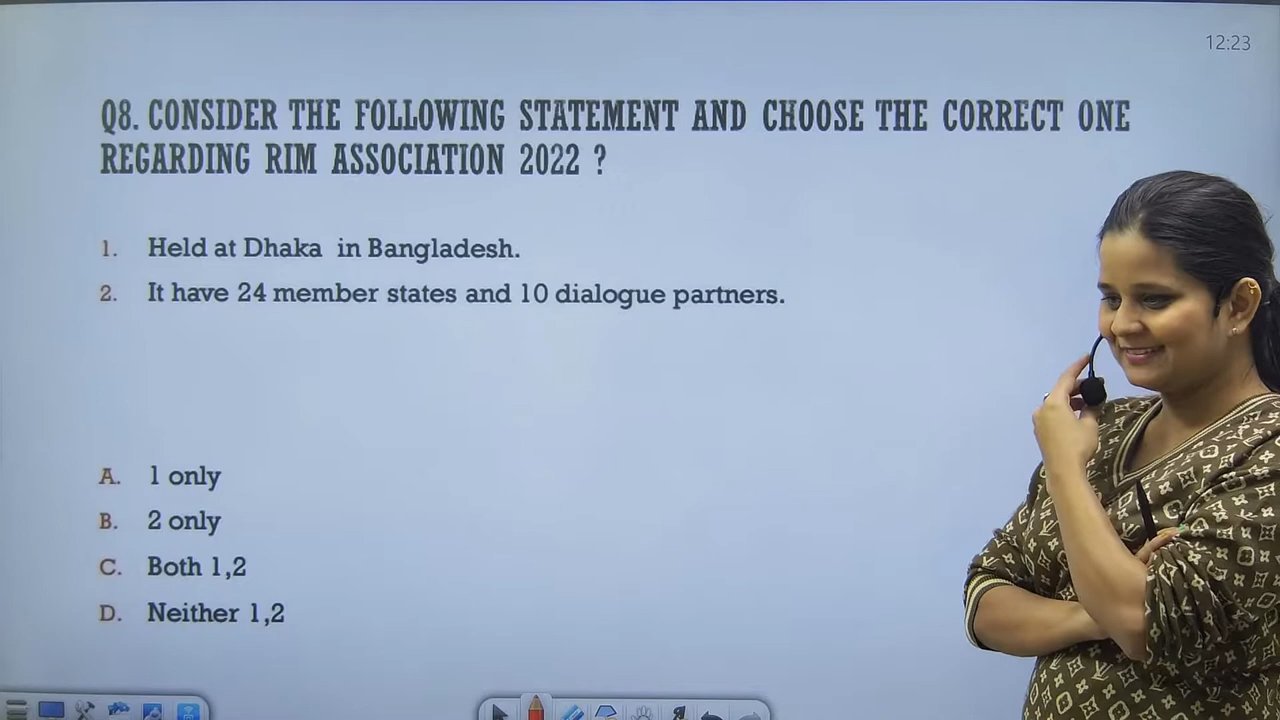 12:23
Q8. CONSIDER THE FOLLOWING STATEMENT AND CHOOSE THE CORRECT ONE
REGARDING RIM ASSOCIATION 2022 ?
1. Held at Dhaka in Bangladesh.
2. It have 24 member states and 10 dialogue partners.
A. 1 only
B. 2 only
C. Both 1,2
D. Neither 1,2